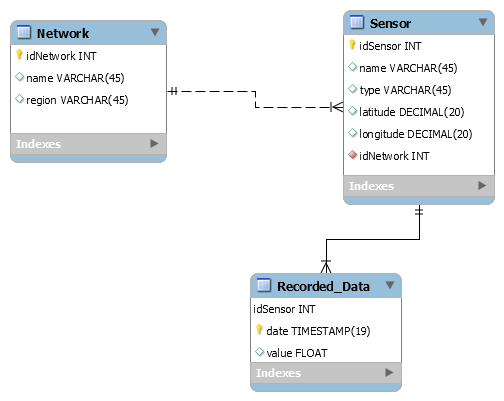 Network
idNetwork INT
name VARCHAR(45)
region VARCHAR(45)
Indexes
Sensor
idSensor INT
name VARCHAR(45)
type VARCHAR(45)
latitude DECIMAL(20)
longitude DECIMAL(20)
idNetwork INT
Indexes
Recorded_Data
idSensor INT
date TIMESTAMP(19)
value FLOAT
Indexes